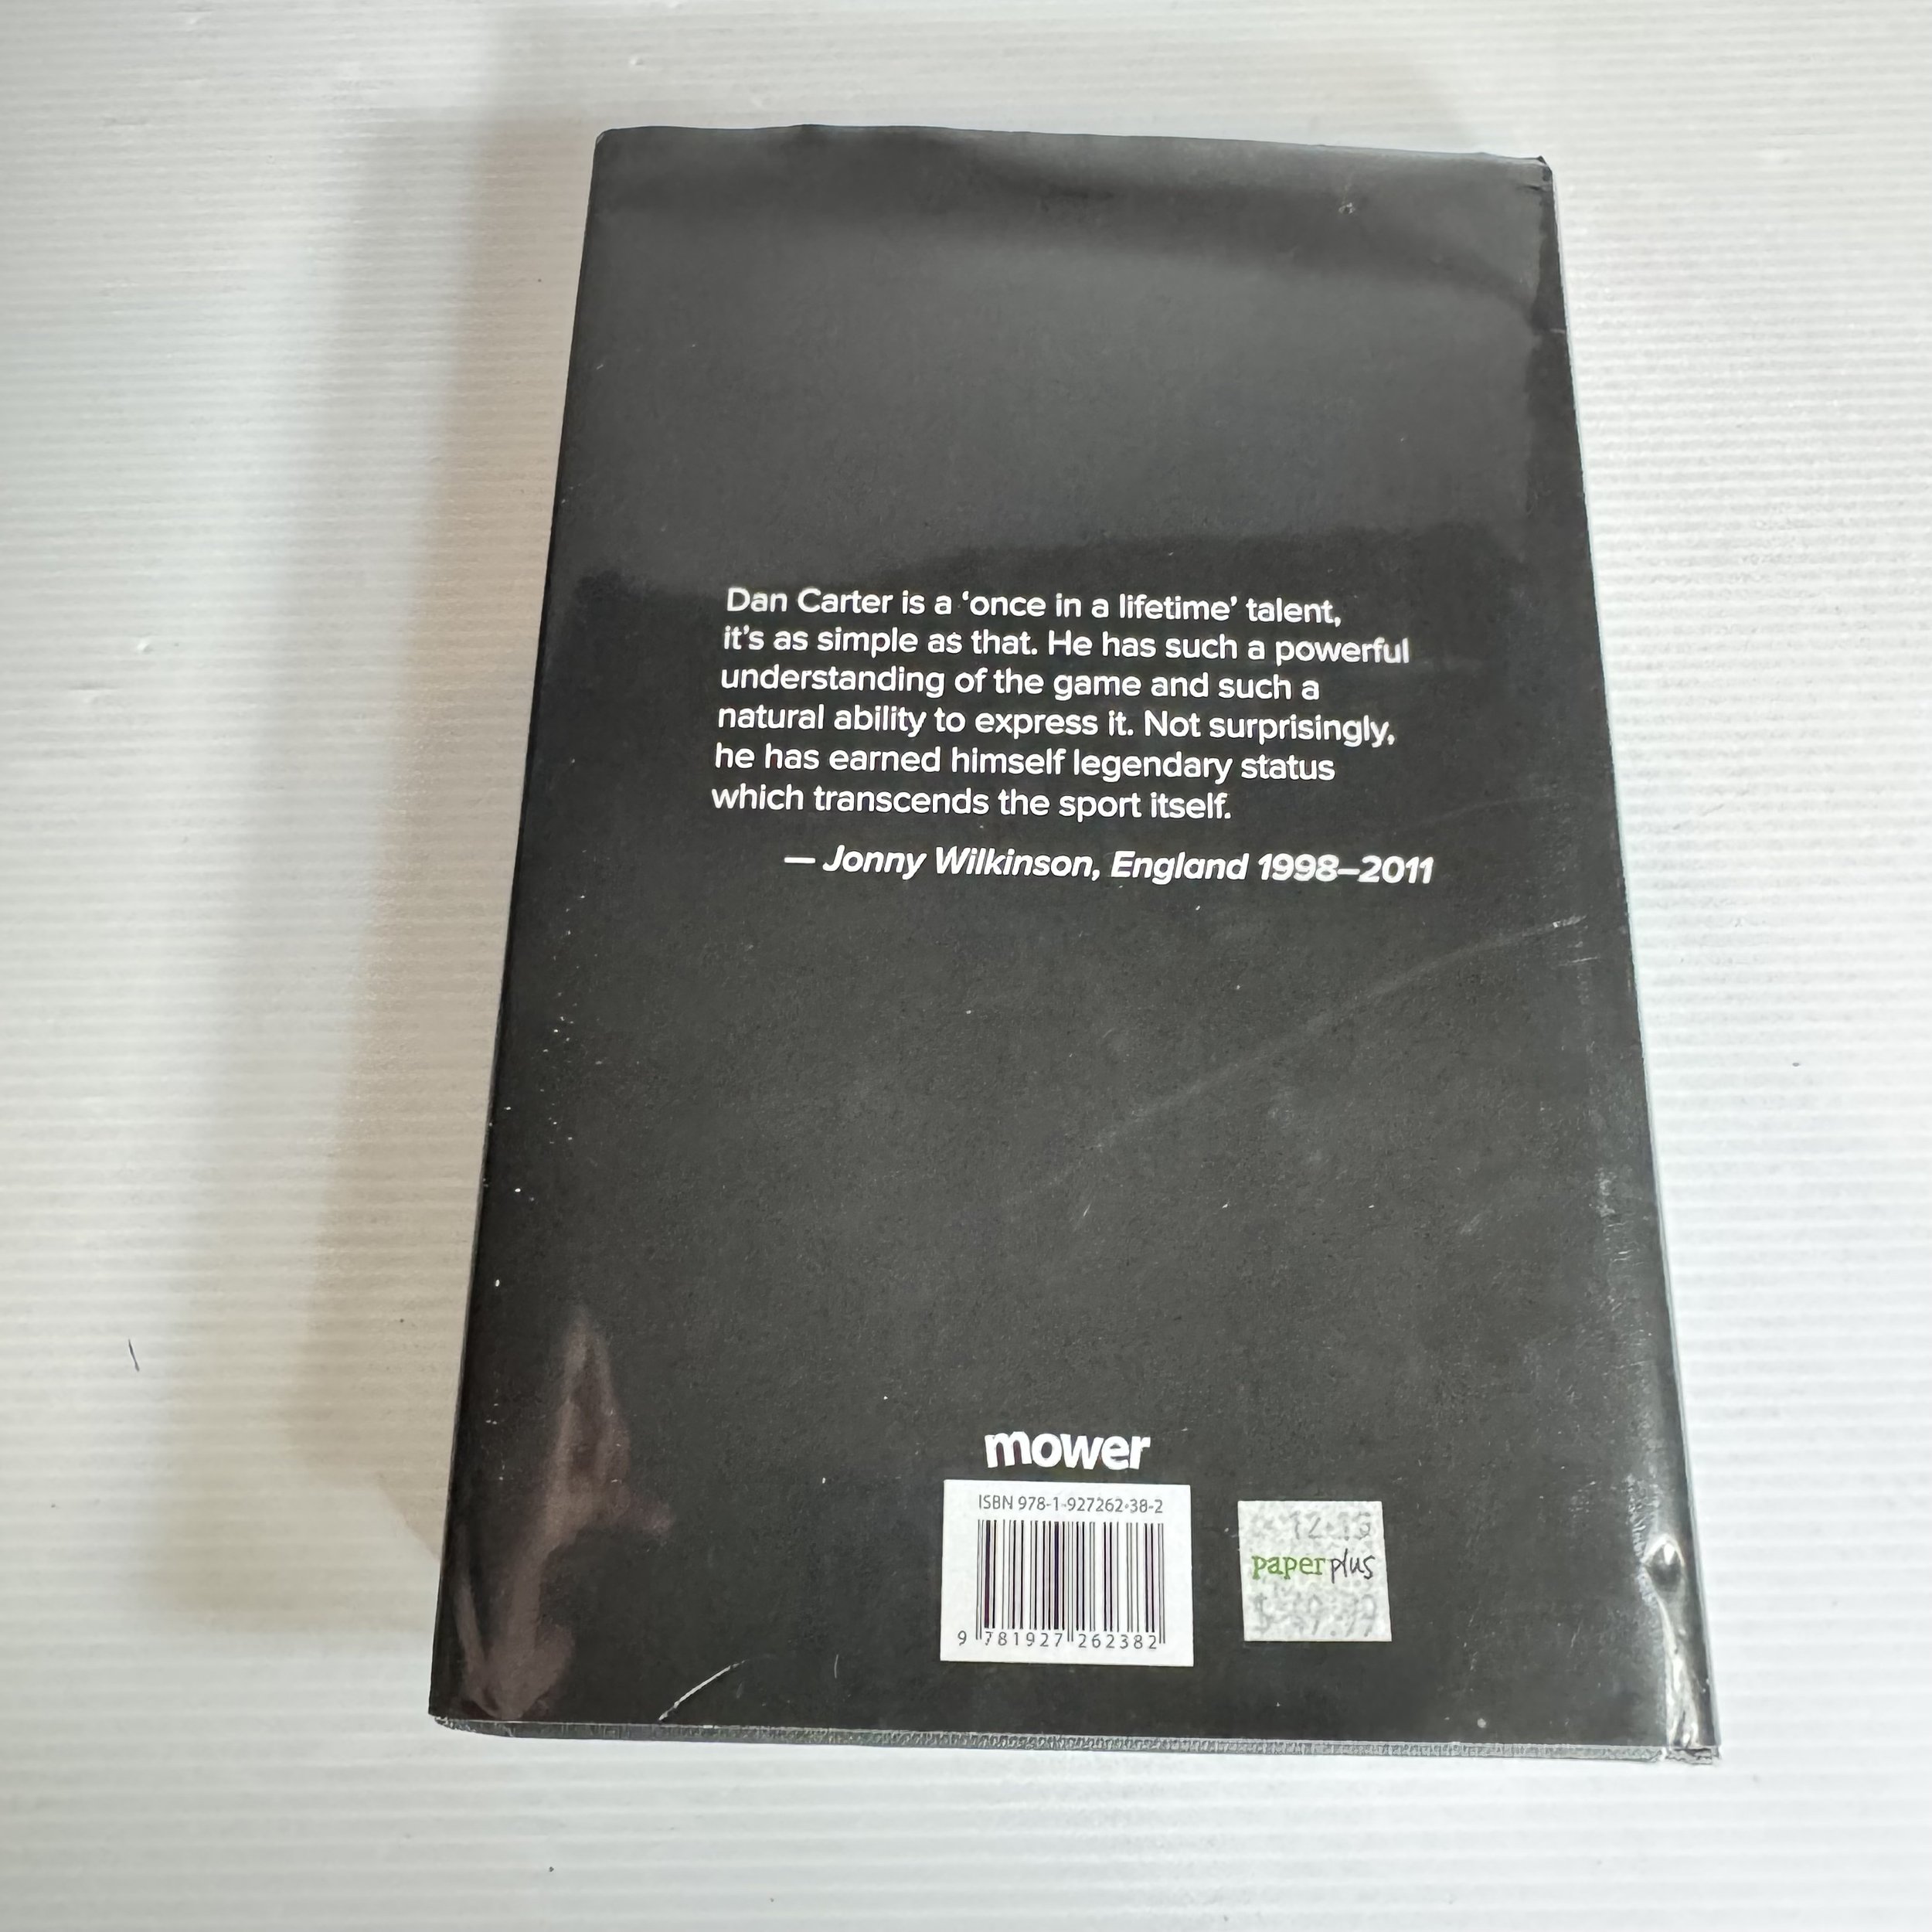 Dan Carter is a ‘once in a lifetime’ talent,
it’s as simple as that. He has such a powerful
understanding of the game and such a
natural ability to express it. Not surprisingly,
he has earned himself legendary status
which transcends the sport itself.
— Jonny Wilkinson, England 1998–2011
mower
ISBN 978-1-927262-38-2
9 781927 262382
paperplus